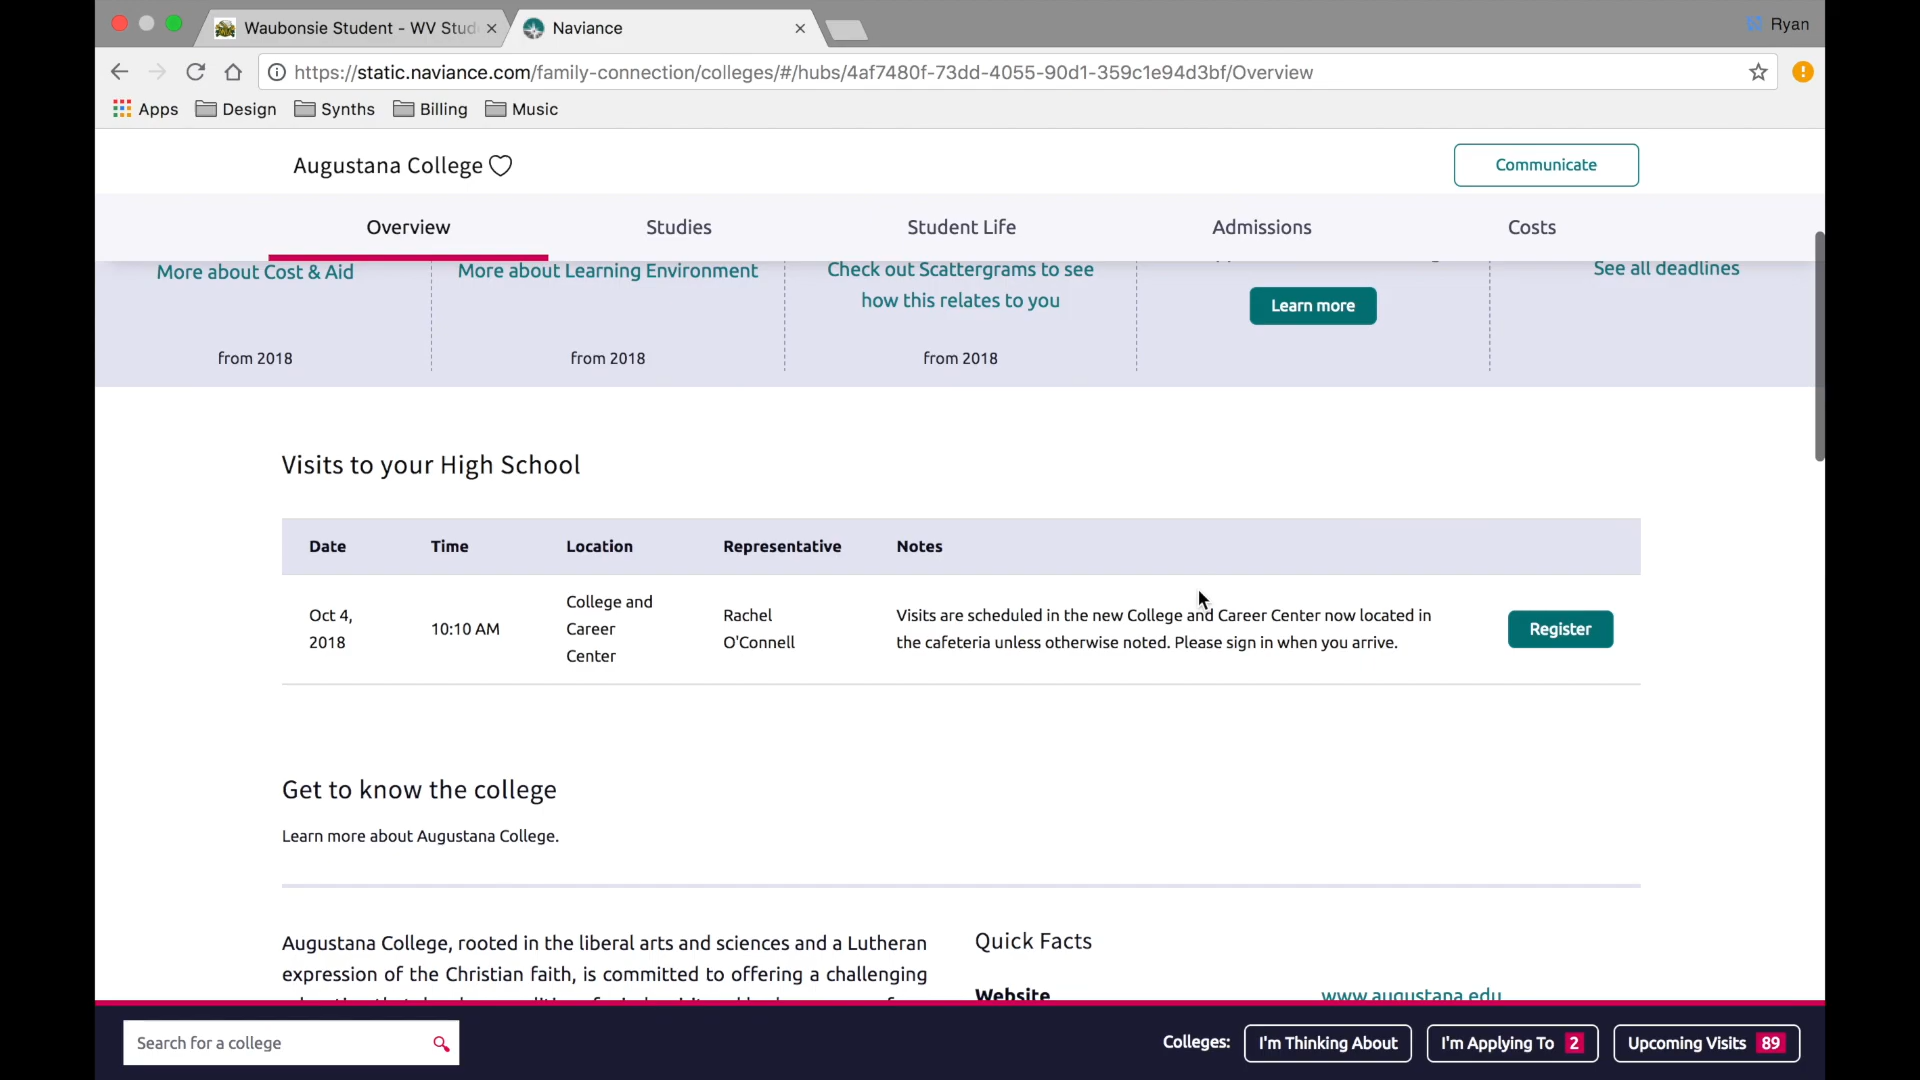 Waubonsie Student - WV Stud
Naviance
Ryan
https://static.naviance.com/family-connection/colleges/#/hubs/4af7480f-73dd-4055-90d1-359c1e94d3bf/Overview
Apps Design Synths Billing Music
Augustana College
Communicate
Overview Studies Student Life Admissions Costs
More about Cost & Aid
from 2018
More about Learning Environment
from 2018
Check out Scattergrams to see
how this relates to you
from 2018
Learn more
See all deadlines
Visits to your High School
Date Time Location Representative Notes
Oct 4,
2018
10:10 AM
College and
Career
Center
Rachel
O'Connell
Visits are scheduled in the new College and Career Center now located in
the cafeteria unless otherwise noted. Please sign in when you arrive.
Register
Get to know the college
Learn more about Augustana College.
Augustana College, rooted in the liberal arts and sciences and a Lutheran
expression of the Christian faith, is committed to offering a challenging
Quick Facts
Website www.augustana.edu
Search for a college
Colleges: I'm Thinking About I'm Applying To 2 Upcoming Visits 89